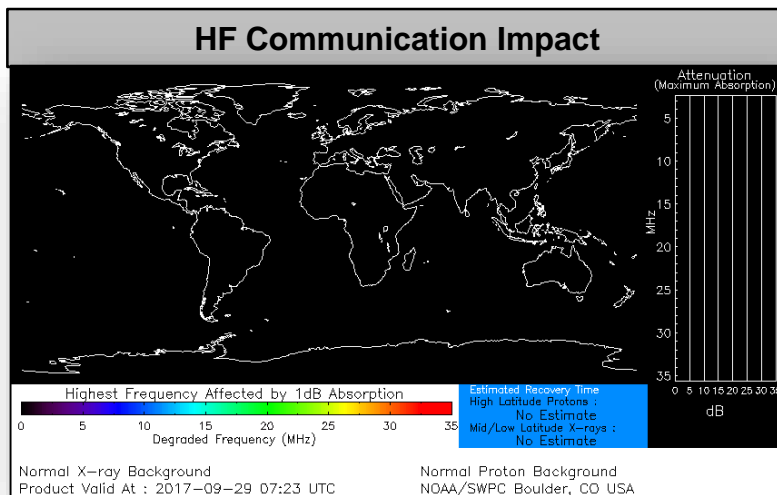 HF Communication Impact
Attenuation
(Maximum Absorption)
5
10
15
20
25
30
35
MHz
0 5 10 15 20 25 30 35
dB
Highest Frequency Affected by 1dB Absorption
0 5 10 15 20 25 30 35
Degraded Frequency (MHz)
Estimated Recovery Time
High Latitude Protons :
No Estimate
Mid/Low Latitude X-rays :
No Estimate
Normal X-ray Background
Normal Proton Background
Product Valid At : 2017-09-29 07:23 UTC
NOAA/SWPC Boulder, CO USA